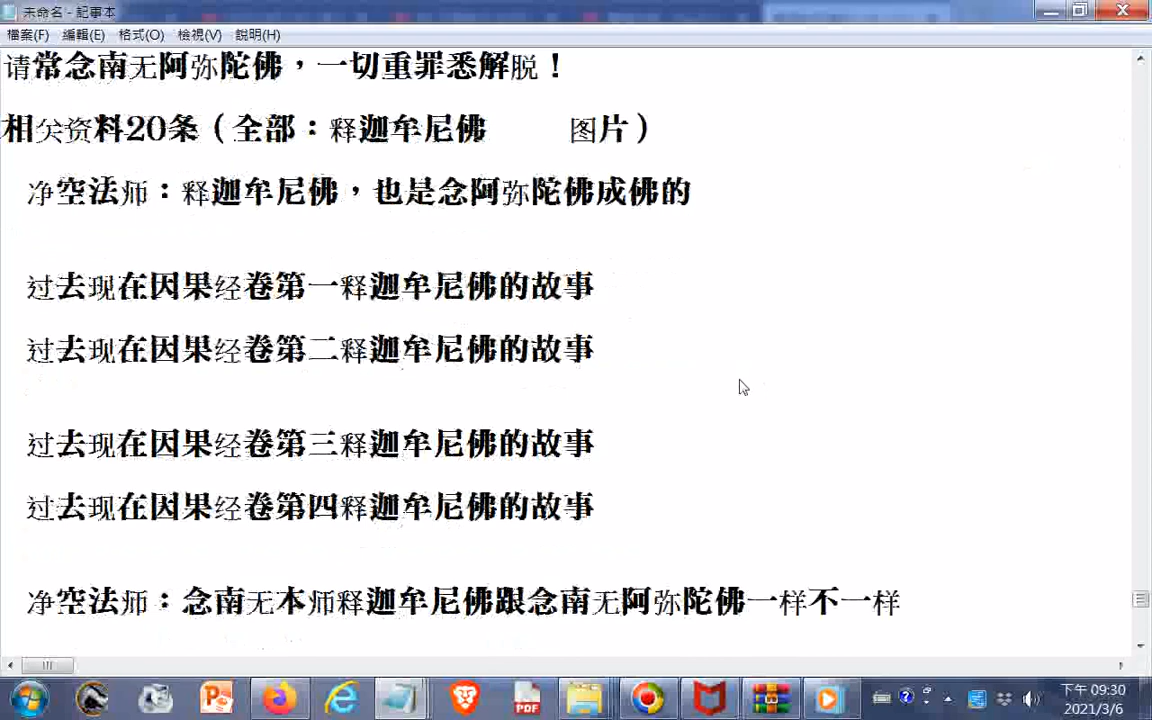 未命名 - 記事本
檔案(F) 編輯(E) 格式(O) 檢視(V) 說明(H)
请常念南无阿弥陀佛，一切重罪悉解脱！
相关资料20条（全部：释迦牟尼佛 图片）
净空法师：释迦牟尼佛，也是念阿弥陀佛成佛的
过去现在因果经卷第一释迦牟尼佛的故事
过去现在因果经卷第二释迦牟尼佛的故事
过去现在因果经卷第三释迦牟尼佛的故事
过去现在因果经卷第四释迦牟尼佛的故事
净空法师：念南无本师释迦牟尼佛跟念南无阿弥陀佛一样不一样
PDF
下午 09:30
2021/3/6